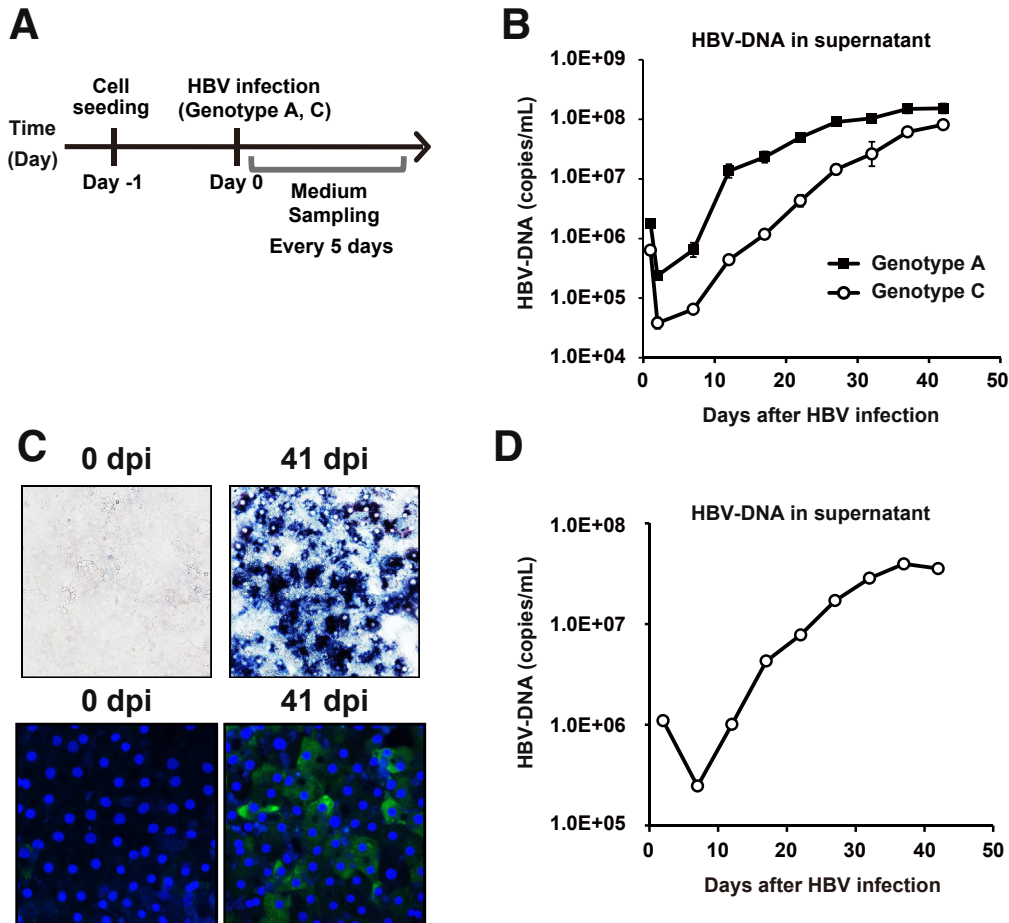 A
Cell
seeding
HBV infection
(Genotype A, C)
Time
(Day)
Day -1
Day 0
Medium
Sampling
Every 5 days
B
HBV-DNA in supernatant
HBV-DNA (copies/mL)
1.0E+09
1.0E+08
1.0E+07
1.0E+06
1.0E+05
1.0E+04
Genotype A
Genotype C
0 10 20 30 40 50
Days after HBV infection
C
0 dpi 41 dpi
0 dpi 41 dpi
D
HBV-DNA in supernatant
HBV-DNA (copies/mL)
1.0E+08
1.0E+07
1.0E+06
1.0E+05
0 10 20 30 40 50
Days after HBV infection